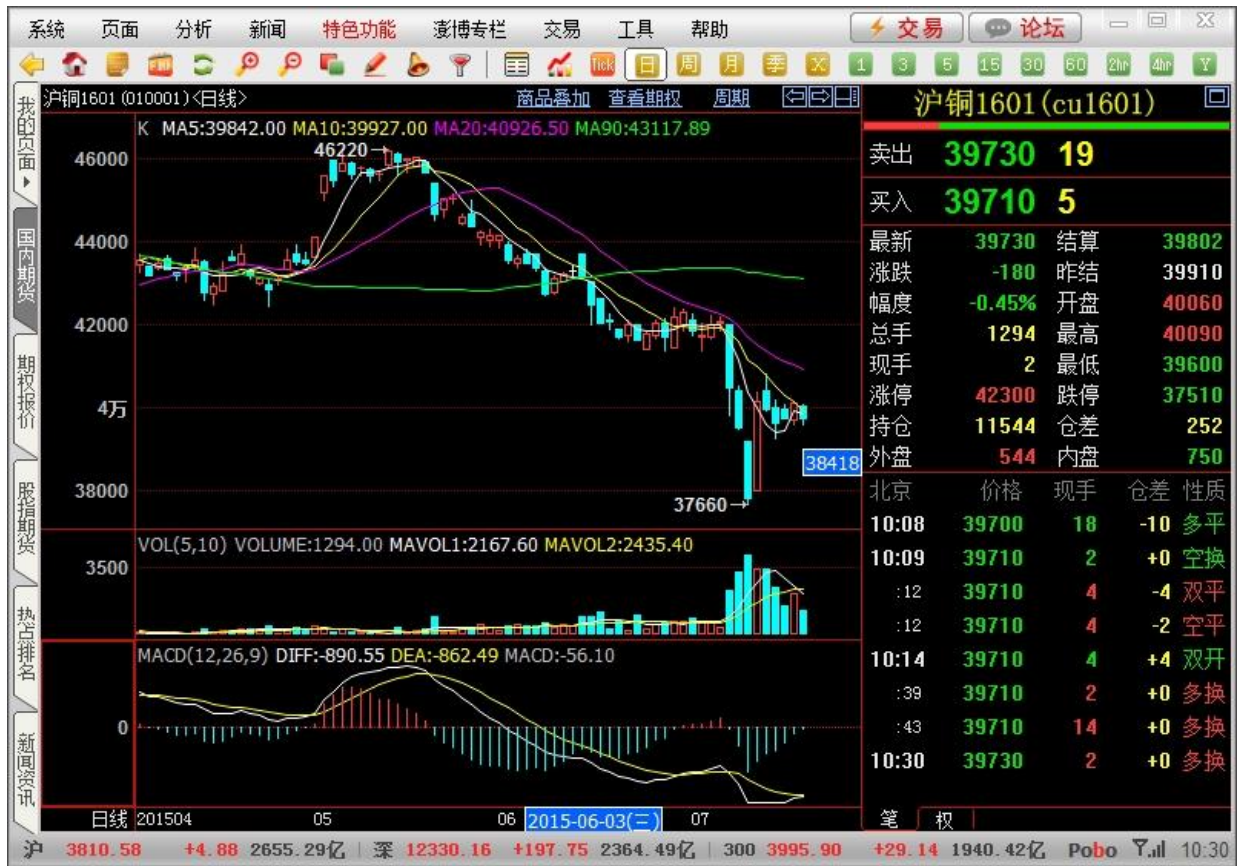 系统 页面 分析 新闻 特色功能 澎博专栏 交易 工具 帮助 交易 论坛
Tick 日 周 月 季 1 3 5 15 30 60 2hr 4hr Y
我的页面
国内期货
期权报价
股指期货
热点排名
新闻资讯
沪铜1601 (010001)<日线> 商品叠加 查看期权 周期
K MA5:39842.00 MA10:39927.00 MA20:40926.50 MA90:43117.89
46220
46000
44000
42000
4万
38418
38000
37660
VOL(5,10) VOLUME:1294.00 MAVOL1:2167.60 MAVOL2:2435.40
3500
MACD(12,26,9) DIFF:-890.55 DEA:-862.49 MACD:-56.10
0
日线 201504 05 06 2015-06-03(三) 07
沪铜1601(cu1601)
卖出 39730 19
买入 39710 5
最新 39730 结算 39802
涨跌 -180 昨结 39910
幅度 -0.45% 开盘 40060
总手 1294 最高 40090
现手 2 最低 39600
涨停 42300 跌停 37510
持仓 11544 仓差 252
外盘 544 内盘 750
北京 价格 现手 仓差 性质
10:08 39700 18 -10 多平
10:09 39710 2 +0 空换
:12 39710 4 -4 双平
:12 39710 4 -2 空平
10:14 39710 4 +4 双开
:39 39710 2 +0 多换
:43 39710 14 +0 多换
10:30 39730 2 +0 多换
笔 权
沪 3810.58 +4.88 2655.29亿 深 12330.16 +197.75 2364.49亿 300 3995.90 +29.14 1940.42亿 Pobo 10:30